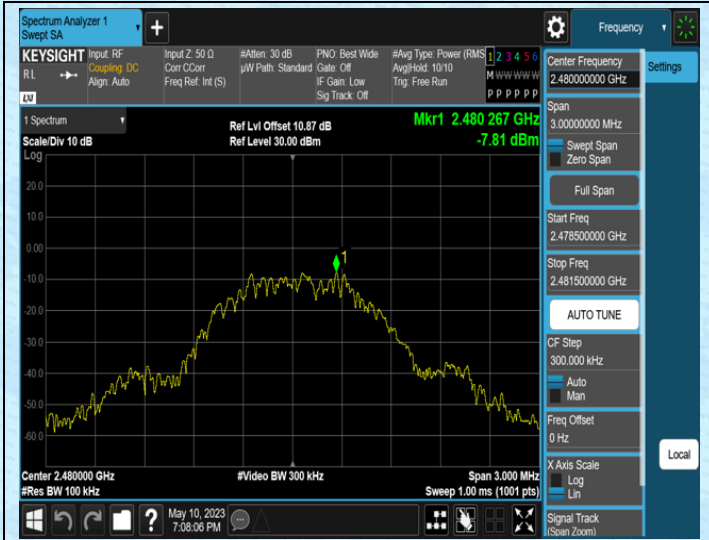 Spectrum Analyzer 1
Swept SA
Frequency
KEYSIGHT
RL
LXI
Input: RF
Coupling: DC
Align: Auto
Input Z: 50 Ω
Corr CCorr
Freq Ref: Int (S)
#Atten: 30 dB
µW Path: Standard
PNO: Best Wide
Gate: Off
IF Gain: Low
Sig Track: Off
#Avg Type: Power (RMS
Avg|Hold: 10/10
Trig: Free Run
1 2 3 4 5 6
M W W W W W
P P P P P P
1 Spectrum
Scale/Div 10 dB
Log
Ref Lvl Offset 10.87 dB
Ref Level 30.00 dBm
Mkr1 2.480 267 GHz
-7.81 dBm
20.0
10.0
0.00
-10.0
-20.0
-30.0
-40.0
-50.0
-60.0
1
Center 2.480000 GHz
#Res BW 100 kHz
#Video BW 300 kHz
Span 3.000 MHz
Sweep 1.00 ms (1001 pts)
May 10, 2023
7:08:06 PM
?
Center Frequency
2.480000000 GHz
Settings
Span
3.00000000 MHz
Swept Span
Zero Span
Full Span
Start Freq
2.478500000 GHz
Stop Freq
2.481500000 GHz
AUTO TUNE
CF Step
300.000 kHz
Auto
Man
Freq Offset
0 Hz
X Axis Scale
Log
Lin
Signal Track
(Span Zoom)
Local